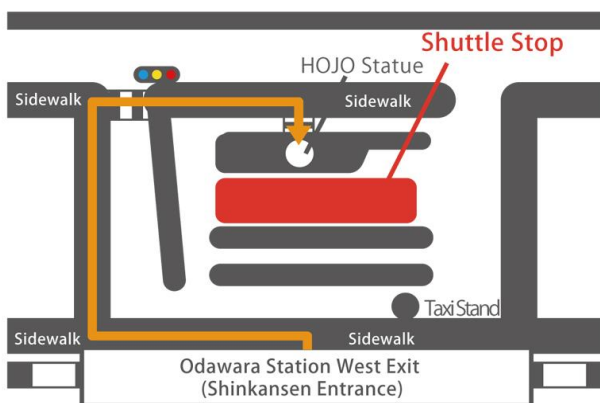 Shuttle Stop
HOJO Statue
Sidewalk
Sidewalk
Taxi Stand
Sidewalk
Sidewalk
Odawara Station West Exit
(Shinkansen Entrance)